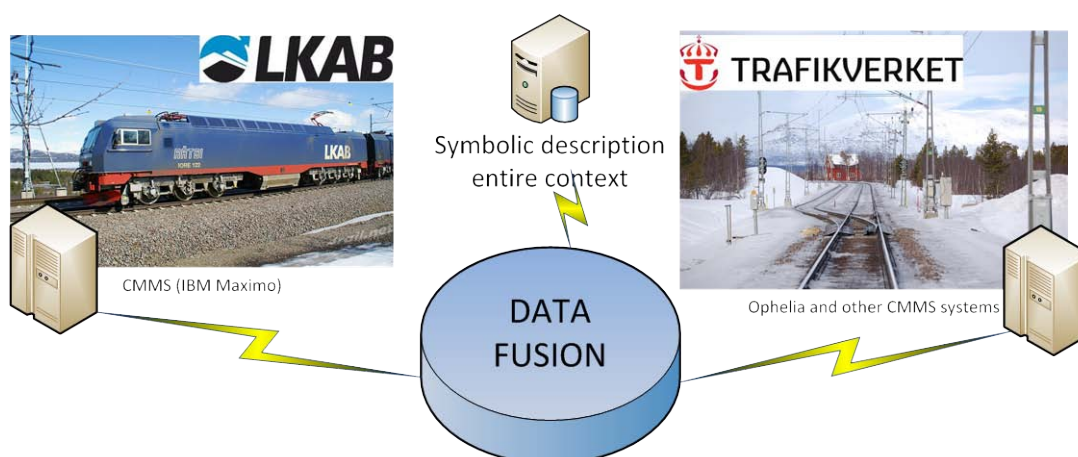 LKAB
TRAFIKVERKET
Symbolic description
entire context
LKAB
CMMS (IBM Maximo)
Ophelia and other CMMS systems
DATA
FUSION